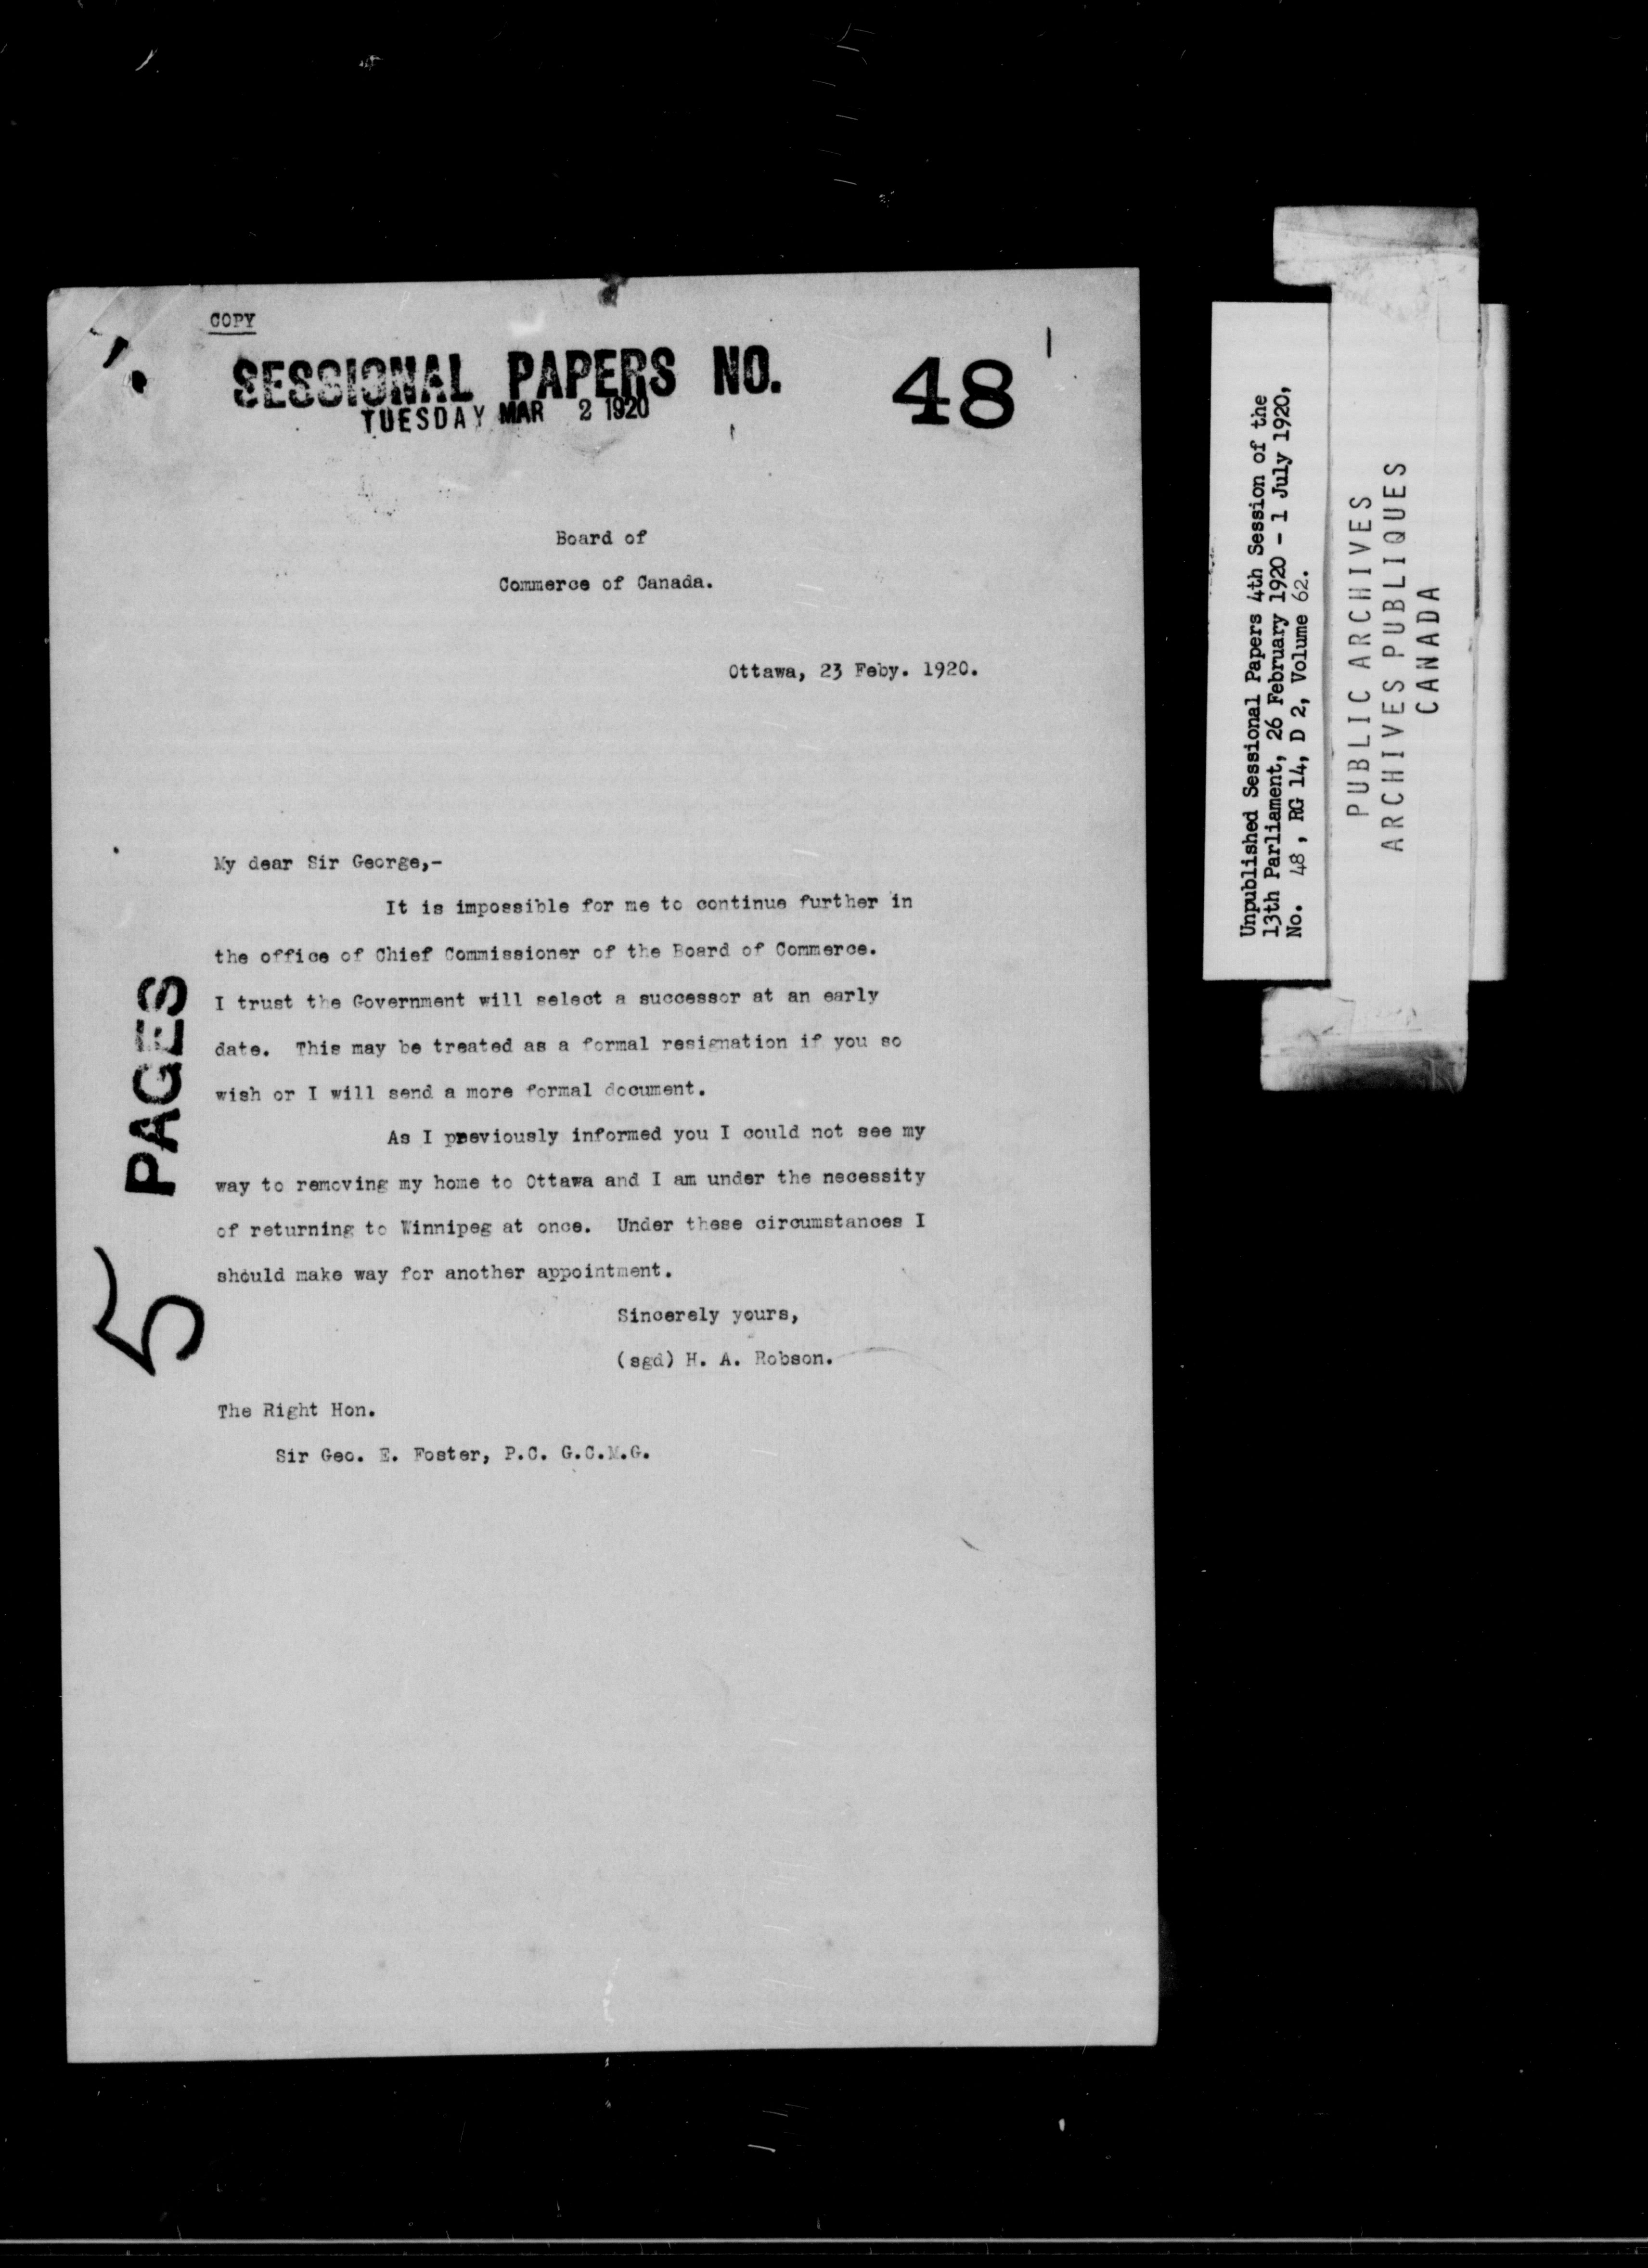 COPY
SESSIONAL PAPERS NO. 48
TUESDAY MAR 2 1920
Board of
Commerce of Canada.
Ottawa, 23 Feby. 1920.
My dear Sir George,-
It is impossible for me to continue further in
the office of Chief Commissioner of the Board of Commerce.
I trust the Government will select a successor at an early
date. This may be treated as a formal resignation if you so
wish or I will send a more formal document.
As I previously informed you I could not see my
way to removing my home to Ottawa and I am under the necessity
of returning to Winnipeg at once. Under these circumstances I
should make way for another appointment.
Sincerely yours,
(sgd) H. A. Robson.
The Right Hon.
Sir Geo. E. Foster, P.C. G.C.M.G.
5 PAGES
Unpublished Sessional Papers 4th Session of the
13th Parliament, 26 February 1920 - 1 July 1920,
No. 48, RG 14, D 2, Volume 62.
PUBLIC ARCHIVES
ARCHIVES PUBLIQUES
CANADA